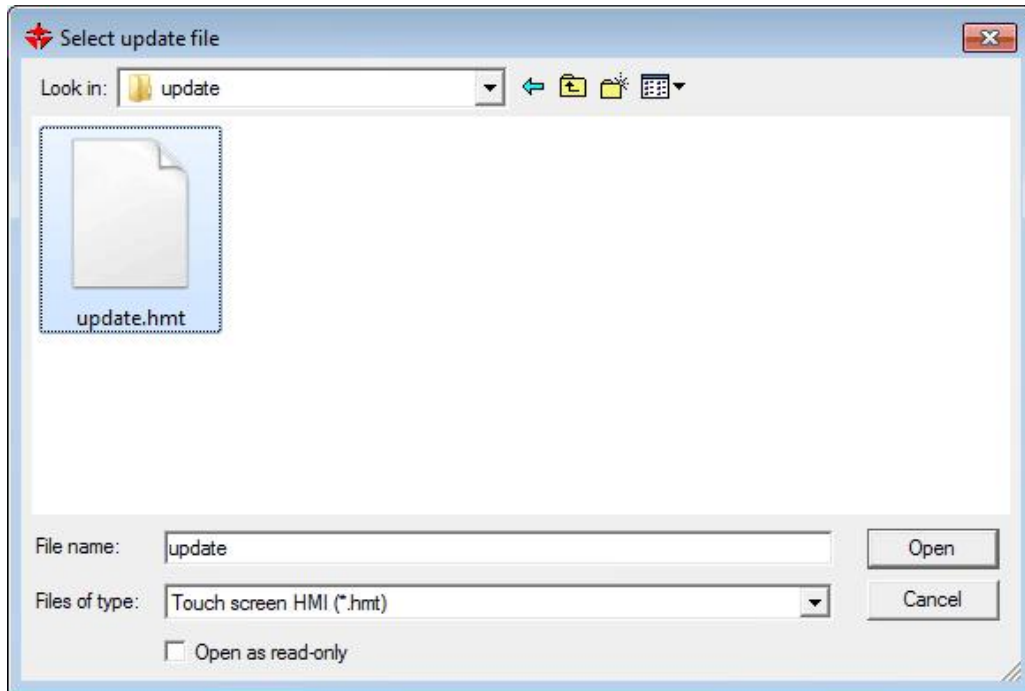 Select update file
Look in: update
update.hmt
File name: update Open
Files of type: Touch screen HMI (*.hmt) Cancel
Open as read-only